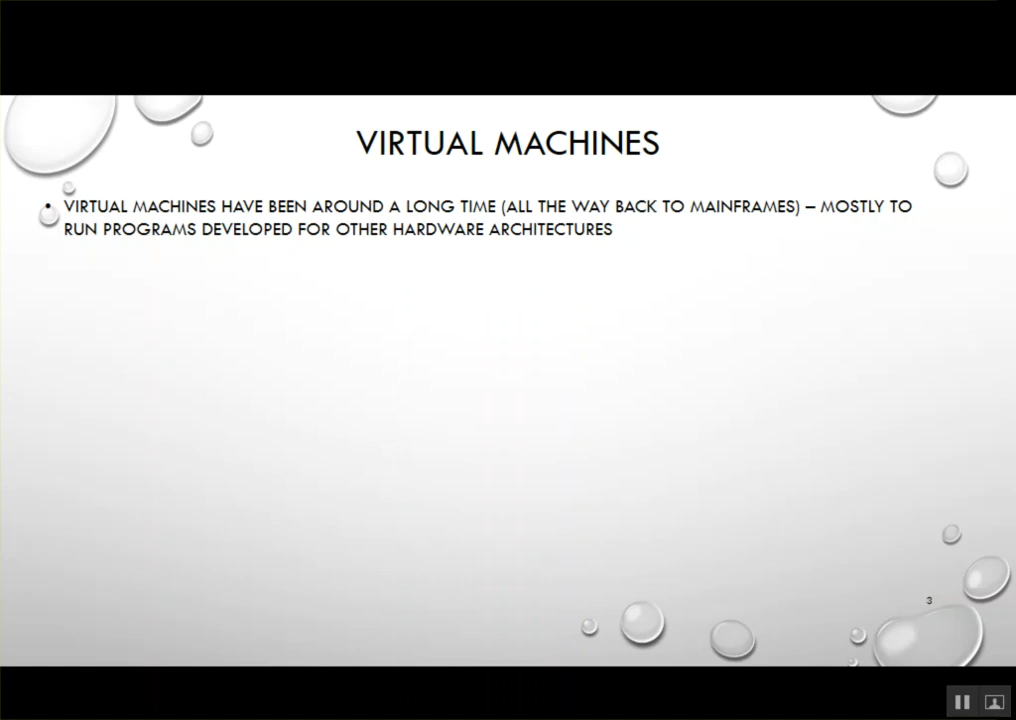 VIRTUAL MACHINES
• VIRTUAL MACHINES HAVE BEEN AROUND A LONG TIME (ALL THE WAY BACK TO MAINFRAMES) – MOSTLY TO
RUN PROGRAMS DEVELOPED FOR OTHER HARDWARE ARCHITECTURES
3